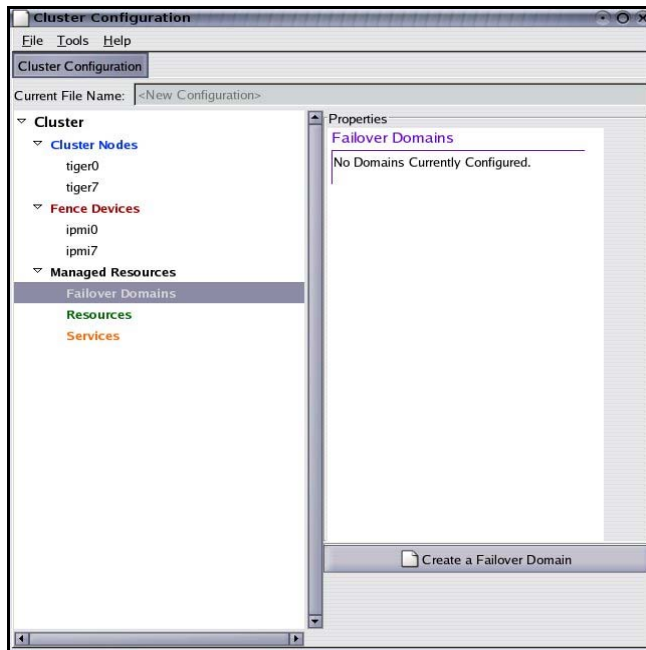 Cluster Configuration
File Tools Help
Cluster Configuration
Current File Name: <New Configuration>
Cluster
Cluster Nodes
tiger0
tiger7
Fence Devices
ipmi0
ipmi7
Managed Resources
Failover Domains
Resources
Services
Properties
Failover Domains
No Domains Currently Configured.
Create a Failover Domain